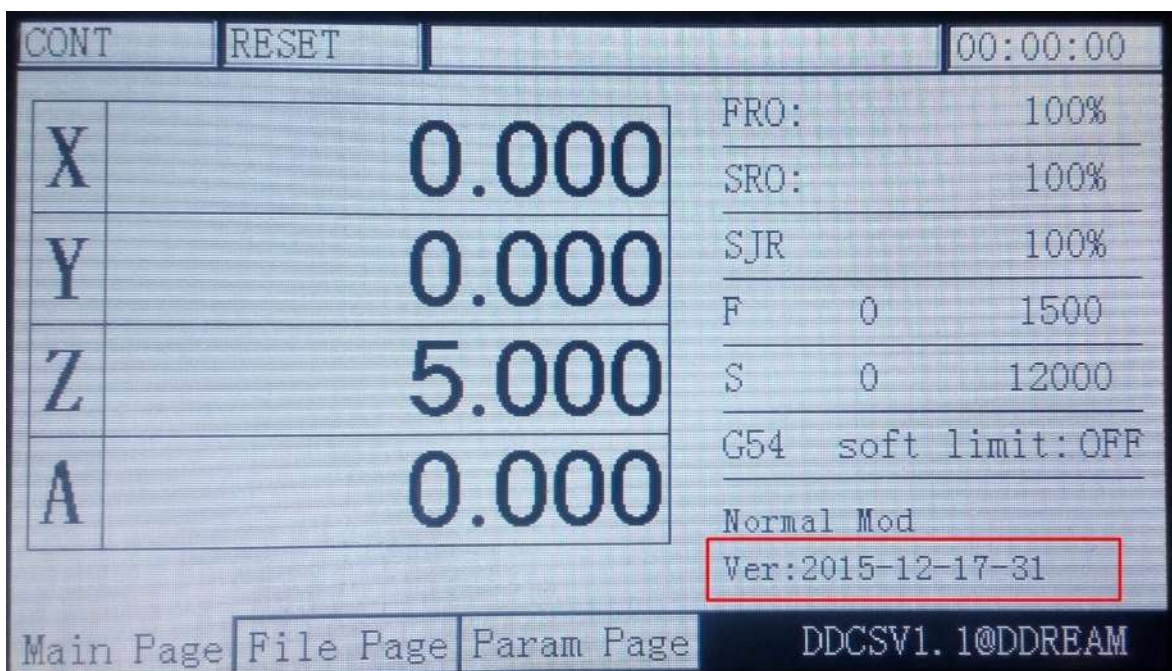 CONT RESET 00:00:00
X 0.000
Y 0.000
Z 5.000
A 0.000
FRO: 100%
SRO: 100%
SJR 100%
F 0 1500
S 0 12000
G54 soft limit:OFF
Normal Mod
Ver:2015-12-17-31
Main Page File Page Param Page DDCSV1.1@DDREAM